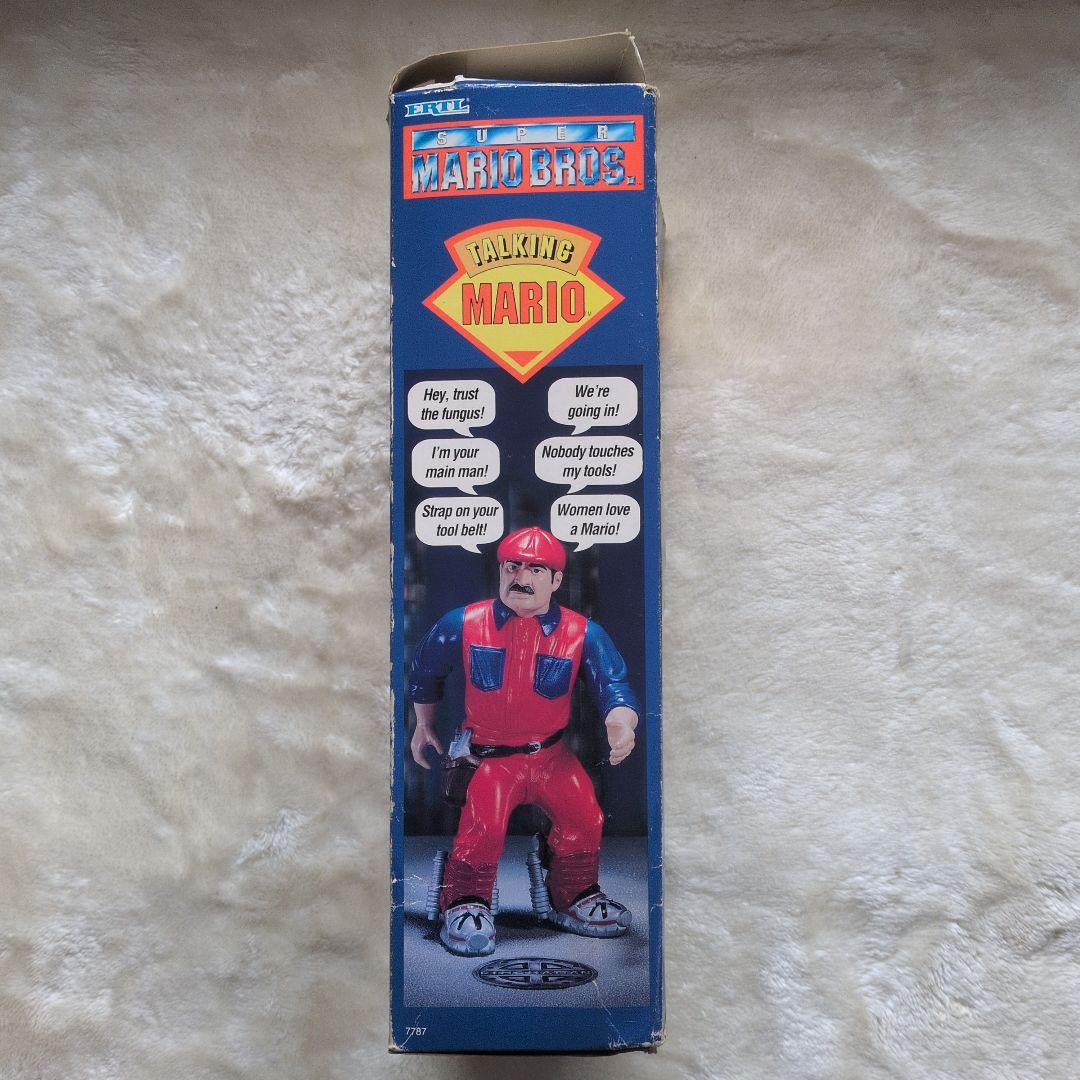 ERTL
SUPER
MARIO BROS.
TALKING
MARIO
Hey, trust
the fungus!
We're
going in!
I'm your
main man!
Nobody touches
my tools!
Strap on your
tool belt!
Women love
a Mario!
7787